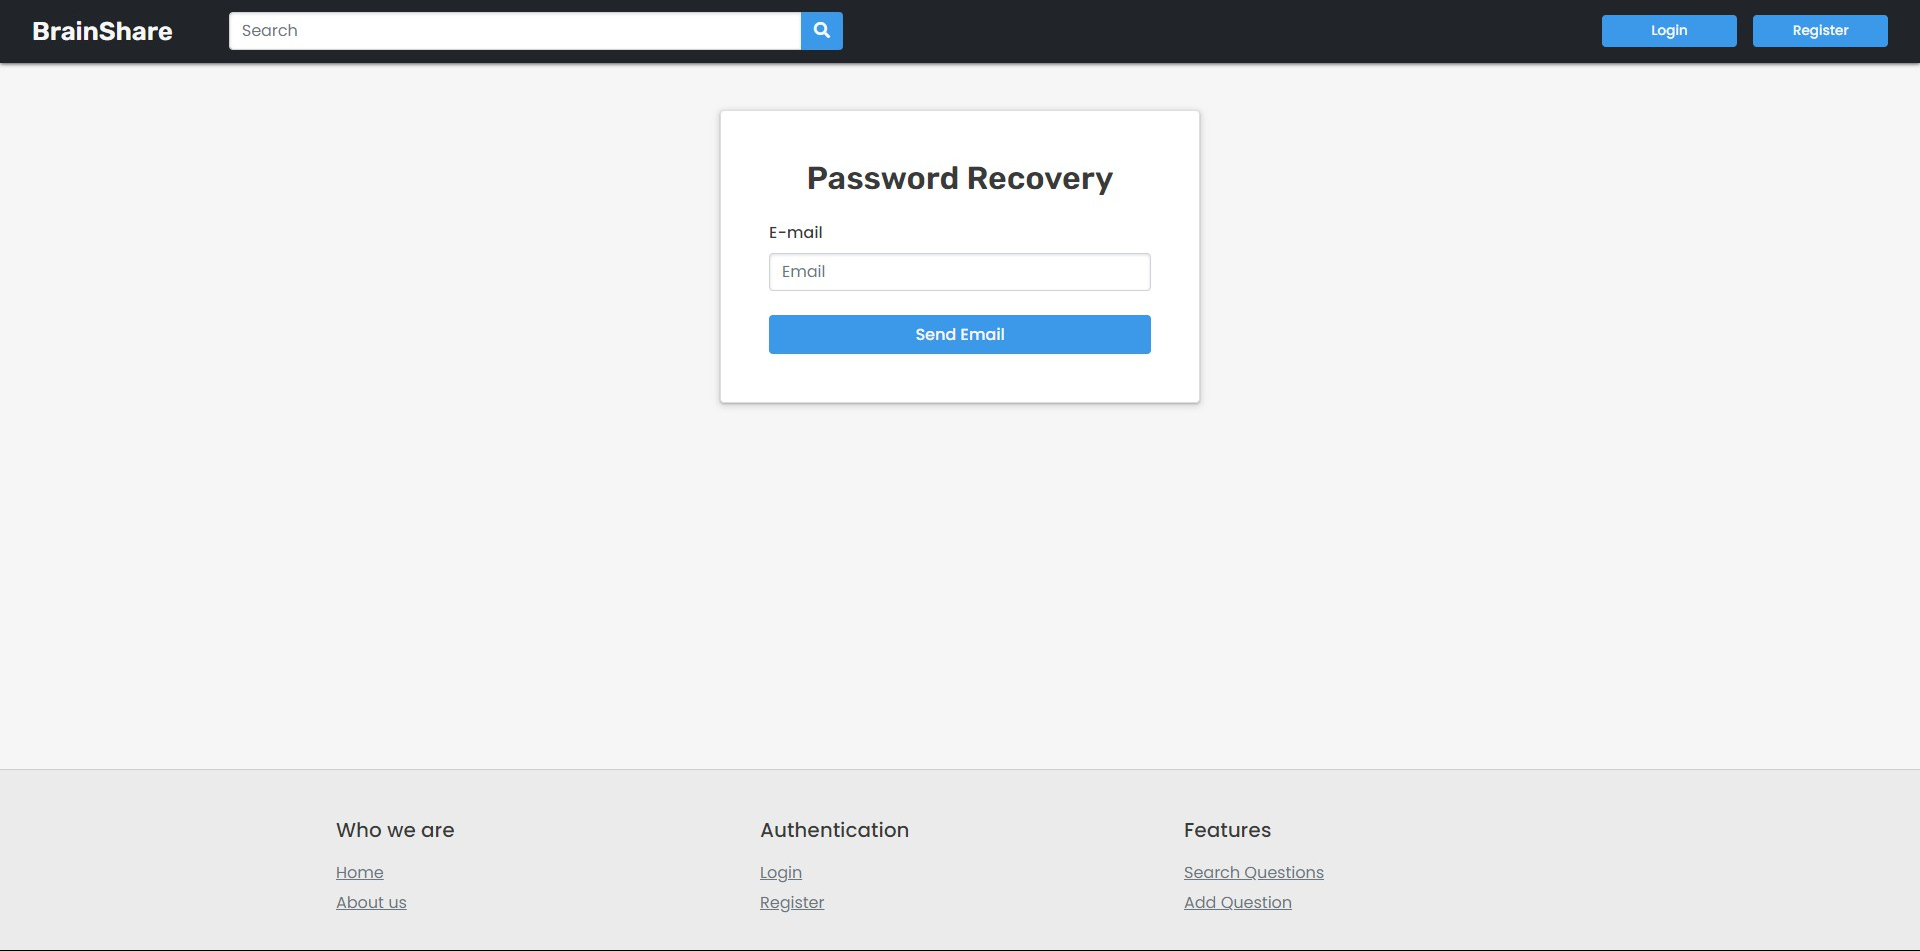 BrainShare
Search
Login
Register
Password Recovery
E-mail
Email
Send Email
Who we are
Home
About us
Authentication
Login
Register
Features
Search Questions
Add Question